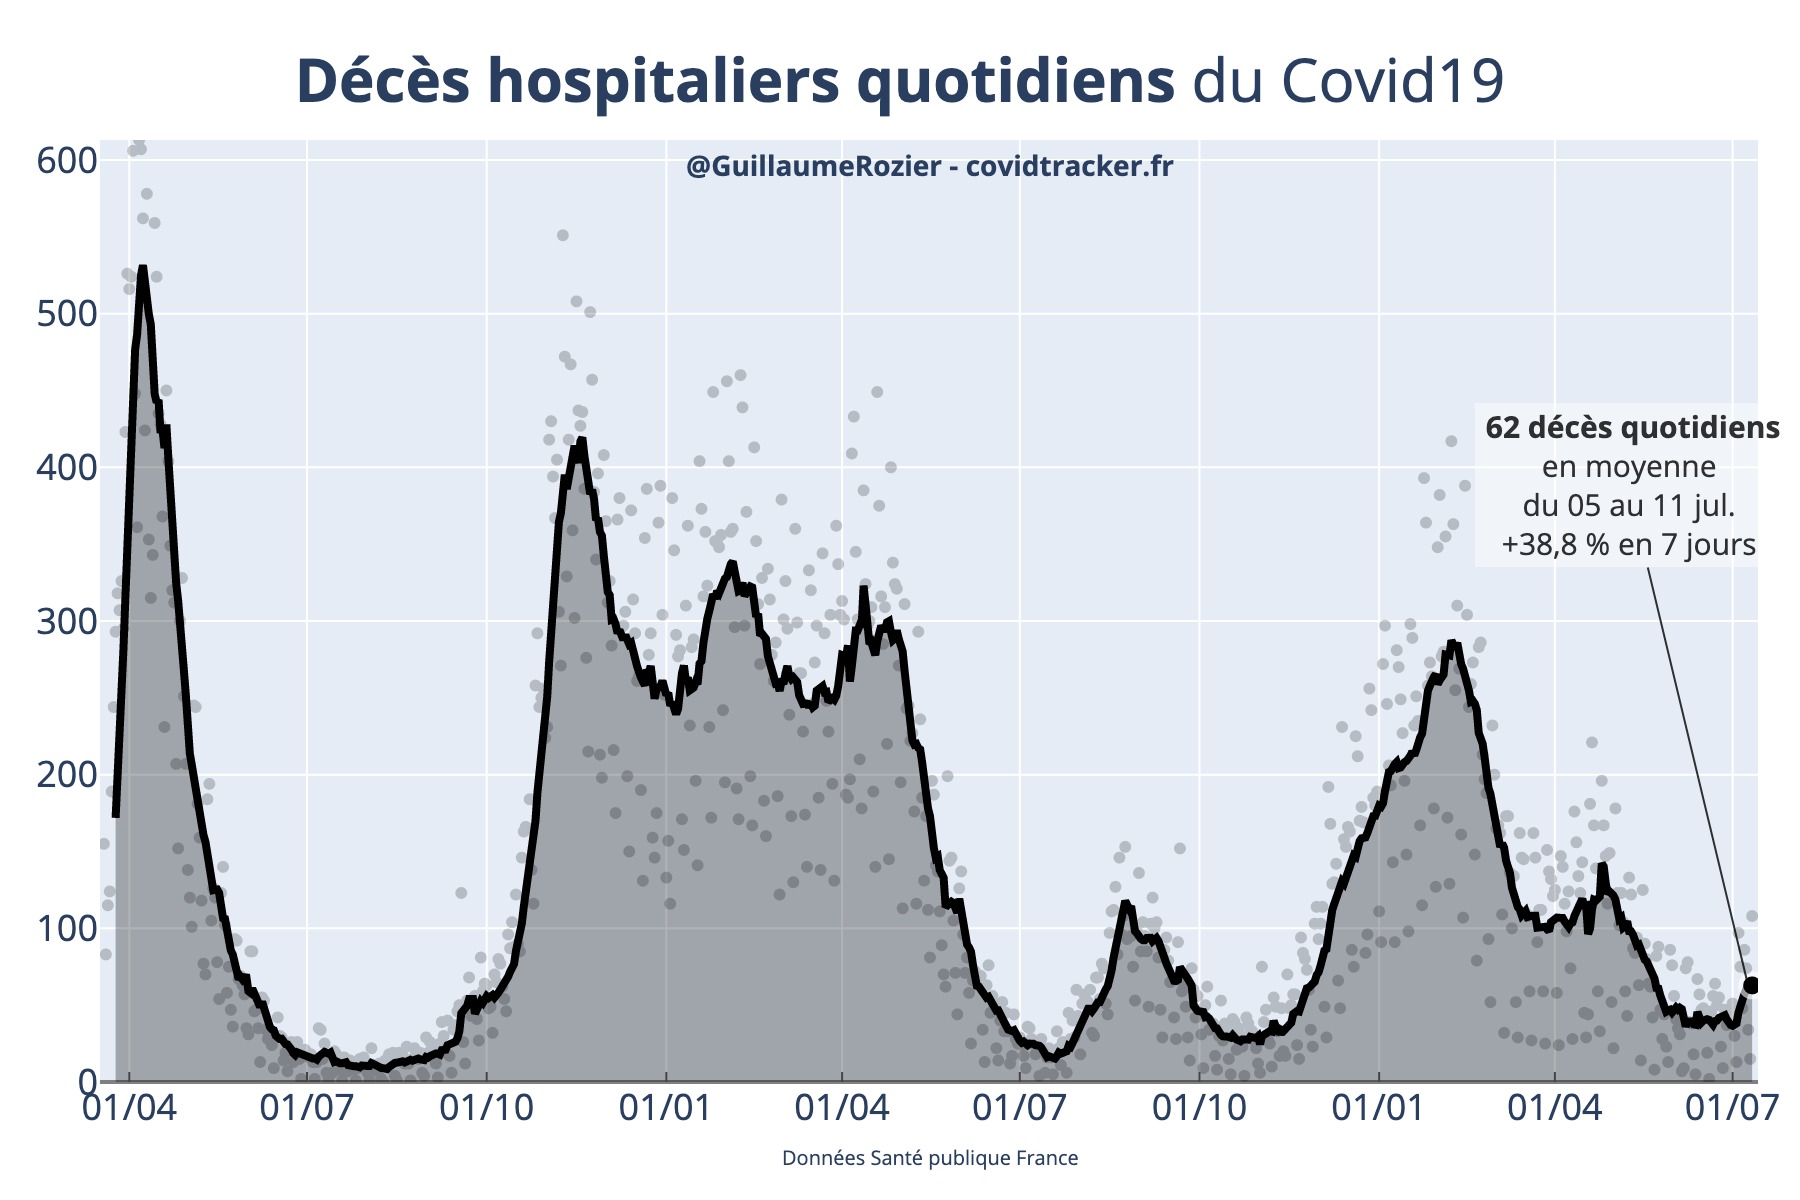 Décès hospitaliers quotidiens du Covid19
@GuillaumeRozier - covidtracker.fr
600
500
400
300
200
100
0
62 décès quotidiens
en moyenne
du 05 au 11 jul.
+38,8 % en 7 jours
01/04 01/07 01/10 01/01 01/04 01/07 01/10 01/01 01/04 01/07
Données Santé publique France